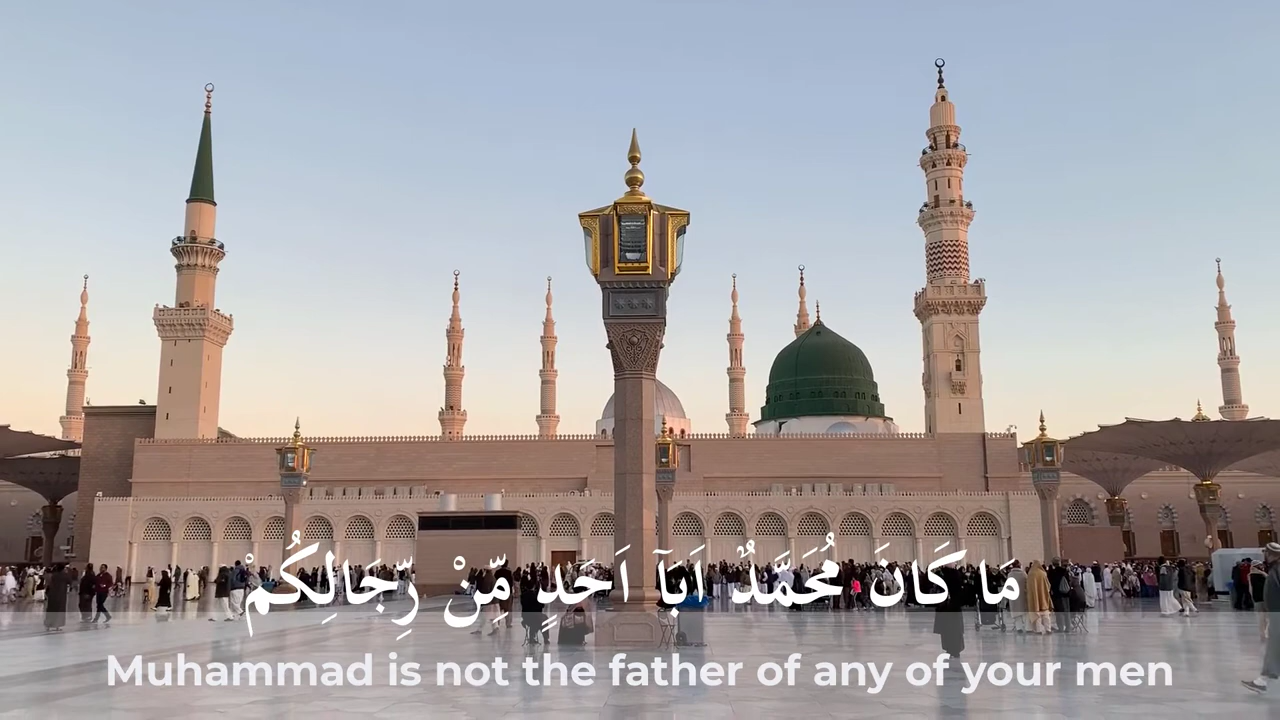 مَا كَانَ مُحَمَّدٌ اَبَآ اَحَدٍ مِّنْ رِّجَالِكُمْ
Muhammad is not the father of any of your men